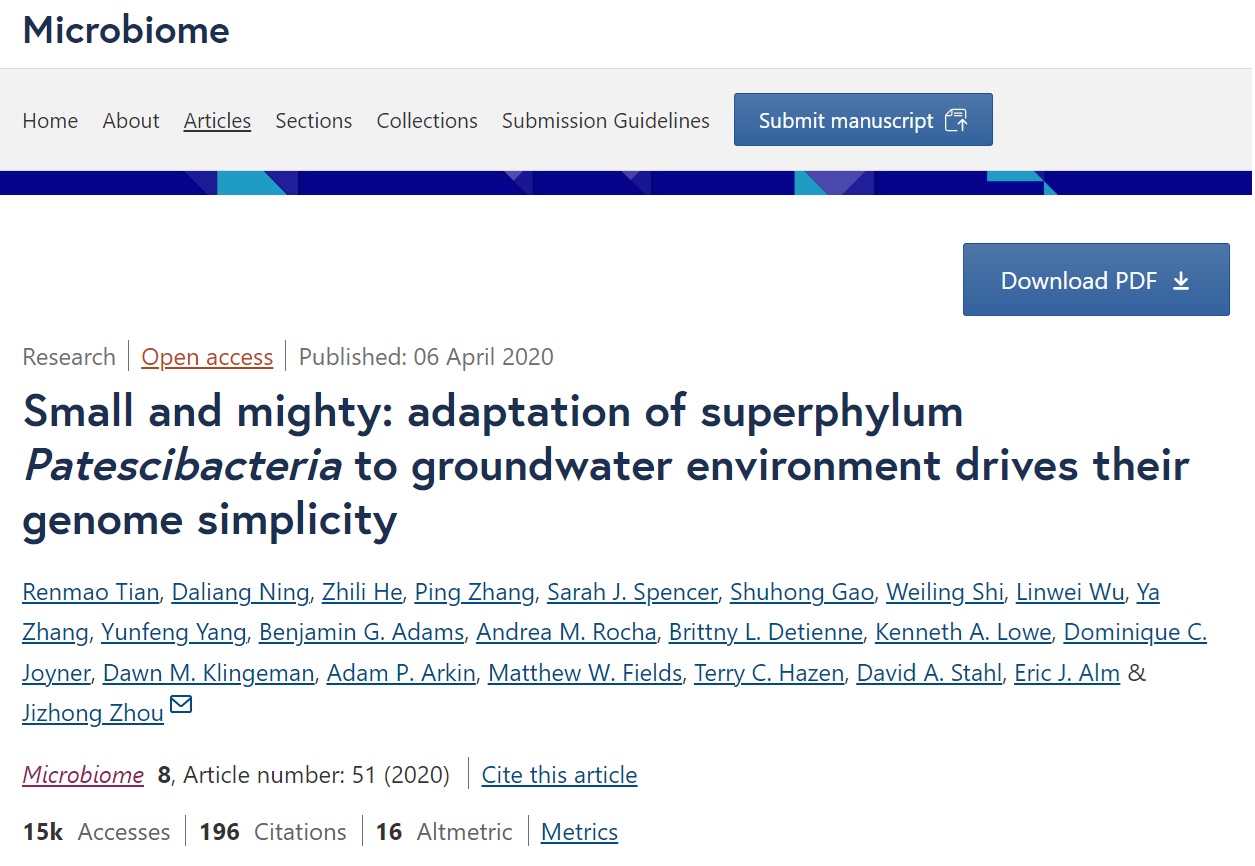 Microbiome
Home About Articles Sections Collections Submission Guidelines Submit manuscript
Download PDF
Research Open access Published: 06 April 2020
Small and mighty: adaptation of superphylum
Patescibacteria to groundwater environment drives their
genome simplicity
Renmao Tian, Daliang Ning, Zhili He, Ping Zhang, Sarah J. Spencer, Shuhong Gao, Weiling Shi, Linwei Wu, Ya
Zhang, Yunfeng Yang, Benjamin G. Adams, Andrea M. Rocha, Brittny L. Detienne, Kenneth A. Lowe, Dominique C.
Joyner, Dawn M. Klingeman, Adam P. Arkin, Matthew W. Fields, Terry C. Hazen, David A. Stahl, Eric J. Alm &
Jizhong Zhou
Microbiome 8, Article number: 51 (2020) Cite this article
15k Accesses 196 Citations 16 Altmetric Metrics